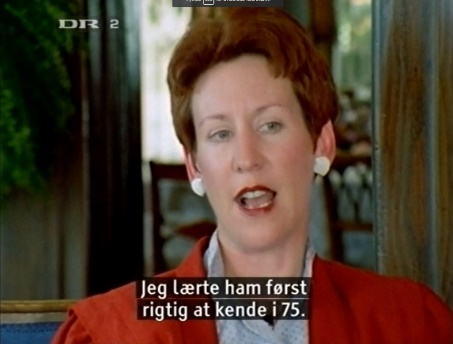 DR 2
Jeg lærte ham først
rigtig at kende i 75.